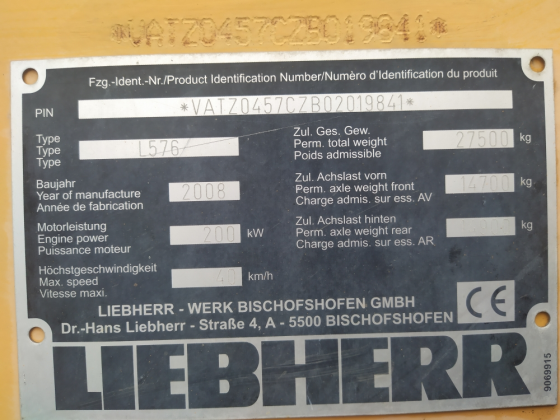 *VATZ0457CZB019841*
Fzg.-Ident.-Nr./Product Identification Number/Numèro d'Identification du produit
PIN *VATZ0457CZB02019841*
Type
Type L576/
Type
Zul. Ges. Gew.
Perm. total weight 27500 kg
Poids admissible
Baujahr
Year of manufacture 2008
Année de fabrication
Zul. Achslast vorn
Perm. axle weight front 14700 kg
Charge admis. sur ess. AV
Motorleistung
Engine power 200 kW
Puissance moteur
Zul. Achslast hinten
Perm. axle weight rear kg
Charge admis. sur ess. AR
Höchstgeschwindigkeit
Max. speed km/h
Vitesse maxi.
LIEBHERR - WERK BISCHOFSHOFEN GMBH
Dr.-Hans Liebherr - Straße 4, A - 5500 BISCHOFSHOFEN
CE
LIEBHERR
9069915